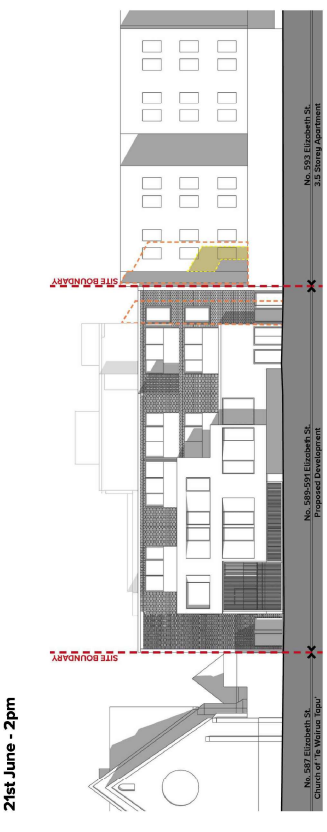 21st June - 2pm
SITE BOUNDARY
SITE BOUNDARY
No. 587 Elizabeth St.
Church of 'Te Wairua Tapu'
No. 589-591 Elizabeth St.
Proposed Development
No. 593 Elizabeth St.
3.5 Storey Apartment